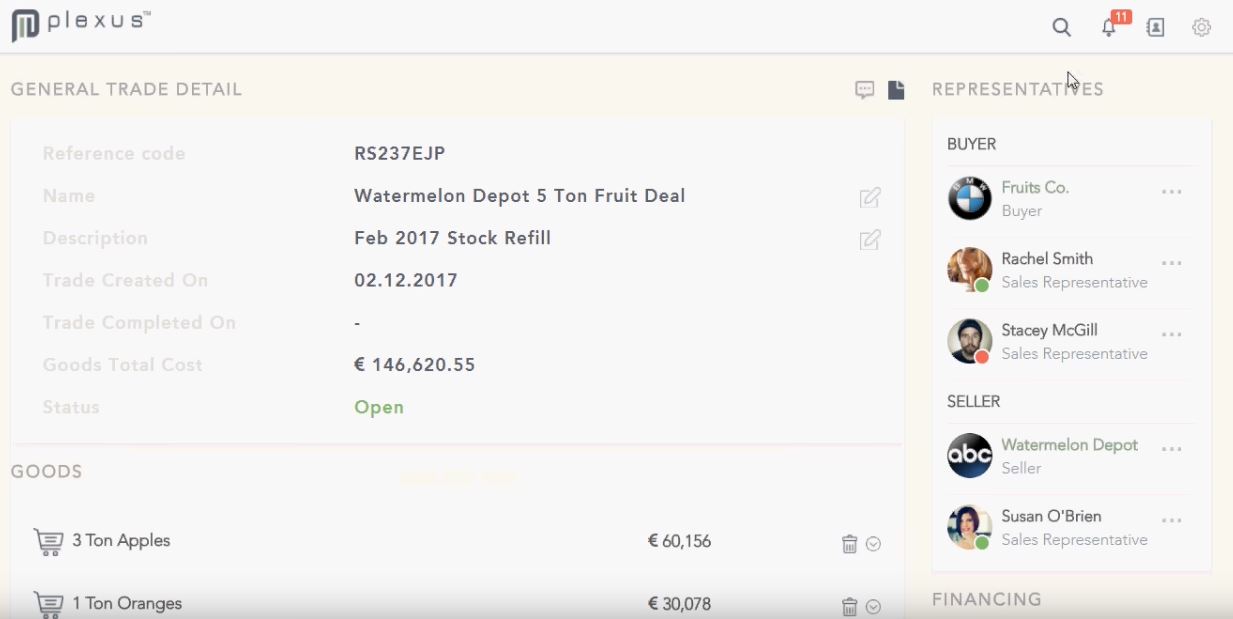 plexus™
11
GENERAL TRADE DETAIL
Reference code RS237EJP
Name Watermelon Depot 5 Ton Fruit Deal
Description Feb 2017 Stock Refill
Trade Created On 02.12.2017
Trade Completed On -
Goods Total Cost € 146,620.55
Status Open
GOODS
3 Ton Apples € 60,156
1 Ton Oranges € 30,078
REPRESENTATIVES
BUYER
BMW
Fruits Co.
Buyer
Rachel Smith
Sales Representative
Stacey McGill
Sales Representative
SELLER
abc
Watermelon Depot
Seller
Susan O'Brien
Sales Representative
FINANCING